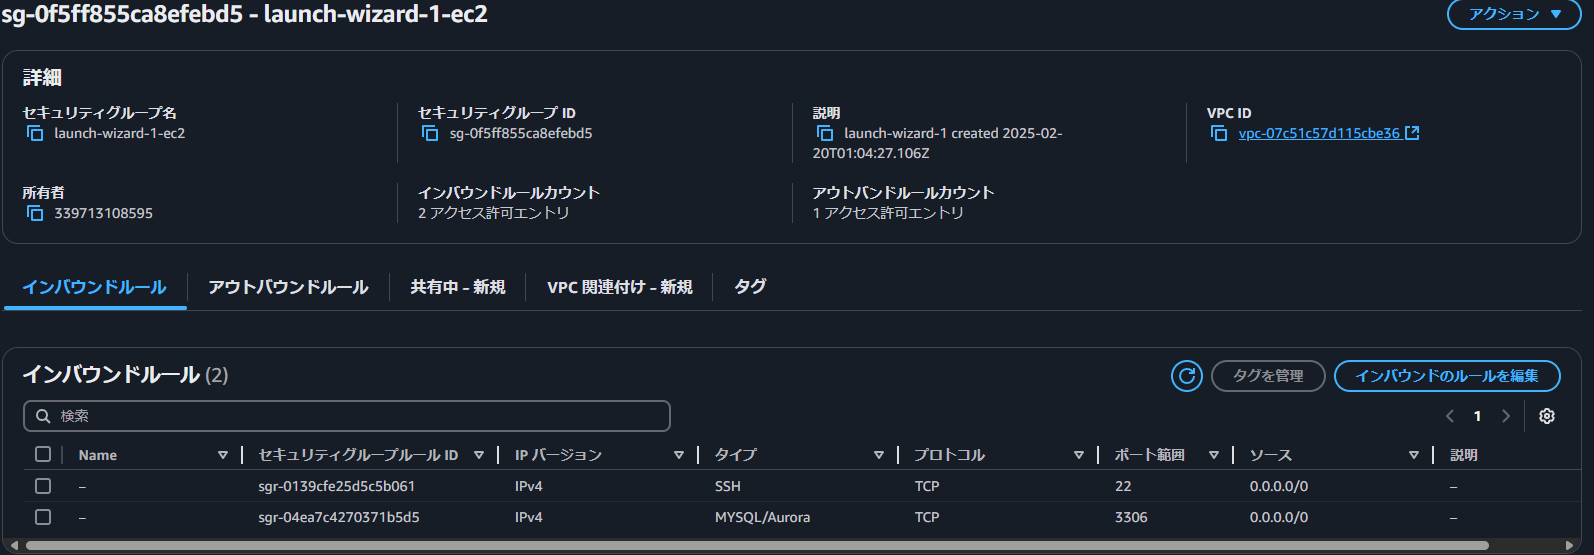 sg-0f5ff855ca8efebd5 - launch-wizard-1-ec2
アクション
詳細
セキュリティグループ名
launch-wizard-1-ec2
セキュリティグループ ID
sg-0f5ff855ca8efebd5
説明
launch-wizard-1 created 2025-02-
20T01:04:27.106Z
VPC ID
vpc-07c51c57d115cbe36
所有者
339713108595
インバウンドルールカウント
2 アクセス許可エントリ
アウトバンドルールカウント
1 アクセス許可エントリ
インバウンドルール アウトバウンドルール 共有中 – 新規 VPC 関連付け – 新規 タグ
インバウンドルール (2)
タグを管理 インバウンドのルールを編集
検索
1
Name セキュリティグループルール ID IP バージョン タイプ プロトコル ポート範囲 ソース 説明
– sgr-0139cfe25d5c5b061 IPv4 SSH TCP 22 0.0.0.0/0 –
– sgr-04ea7c4270371b5d5 IPv4 MYSQL/Aurora TCP 3306 0.0.0.0/0 –